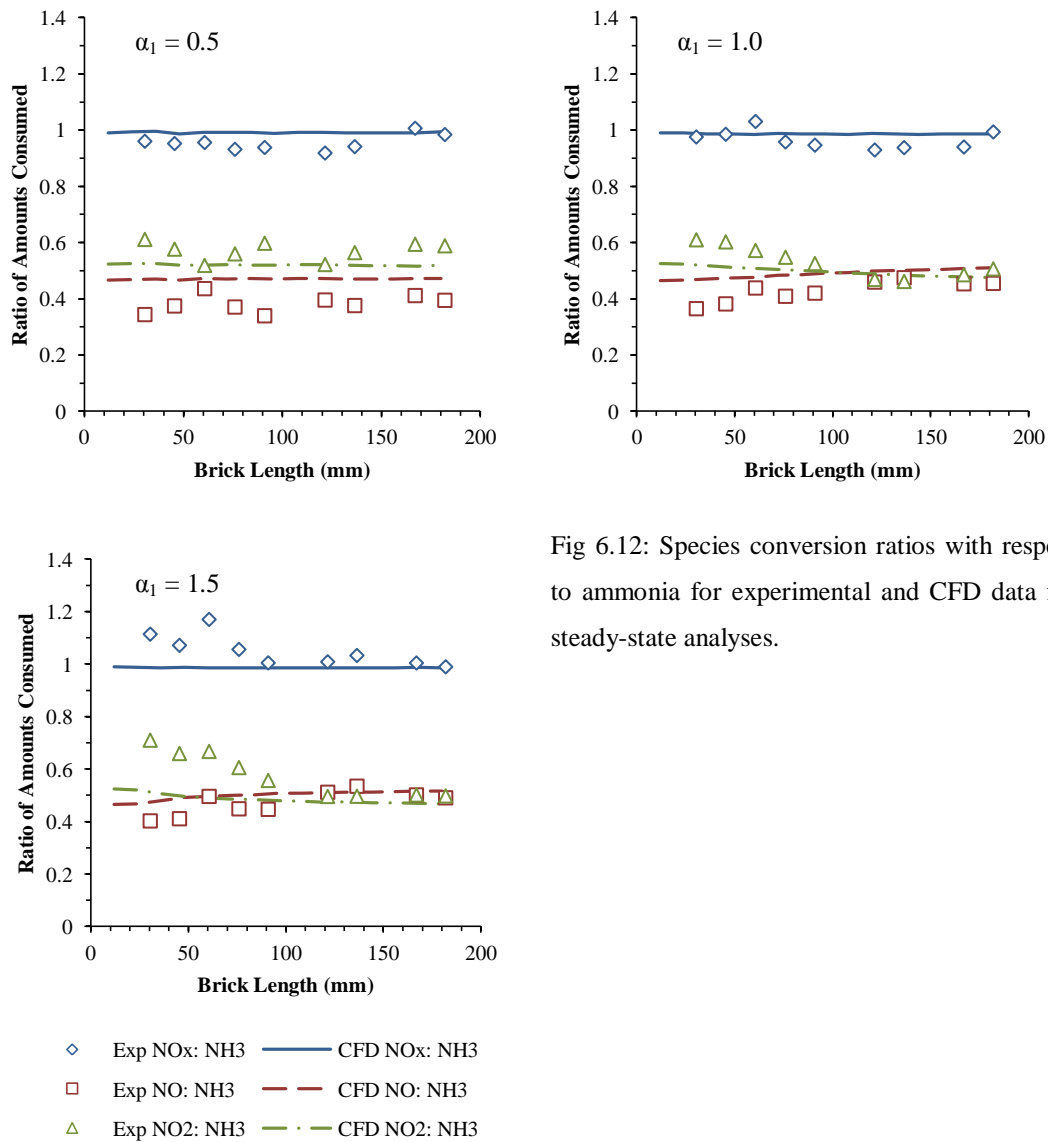 α1 = 0.5
1.4
1.2
1
0.8
0.6
0.4
0.2
0
0 50 100 150 200
Ratio of Amounts Consumed
Brick Length (mm)
α1 = 1.0
1.4
1.2
1
0.8
0.6
0.4
0.2
0
0 50 100 150 200
Ratio of Amounts Consumed
Brick Length (mm)
α1 = 1.5
1.4
1.2
1
0.8
0.6
0.4
0.2
0
0 50 100 150 200
Ratio of Amounts Consumed
Brick Length (mm)
Fig 6.12: Species conversion ratios with respe
to ammonia for experimental and CFD data
steady-state analyses.
Exp NOx: NH3 CFD NOx: NH3
Exp NO: NH3 CFD NO: NH3
Exp NO2: NH3 CFD NO2: NH3